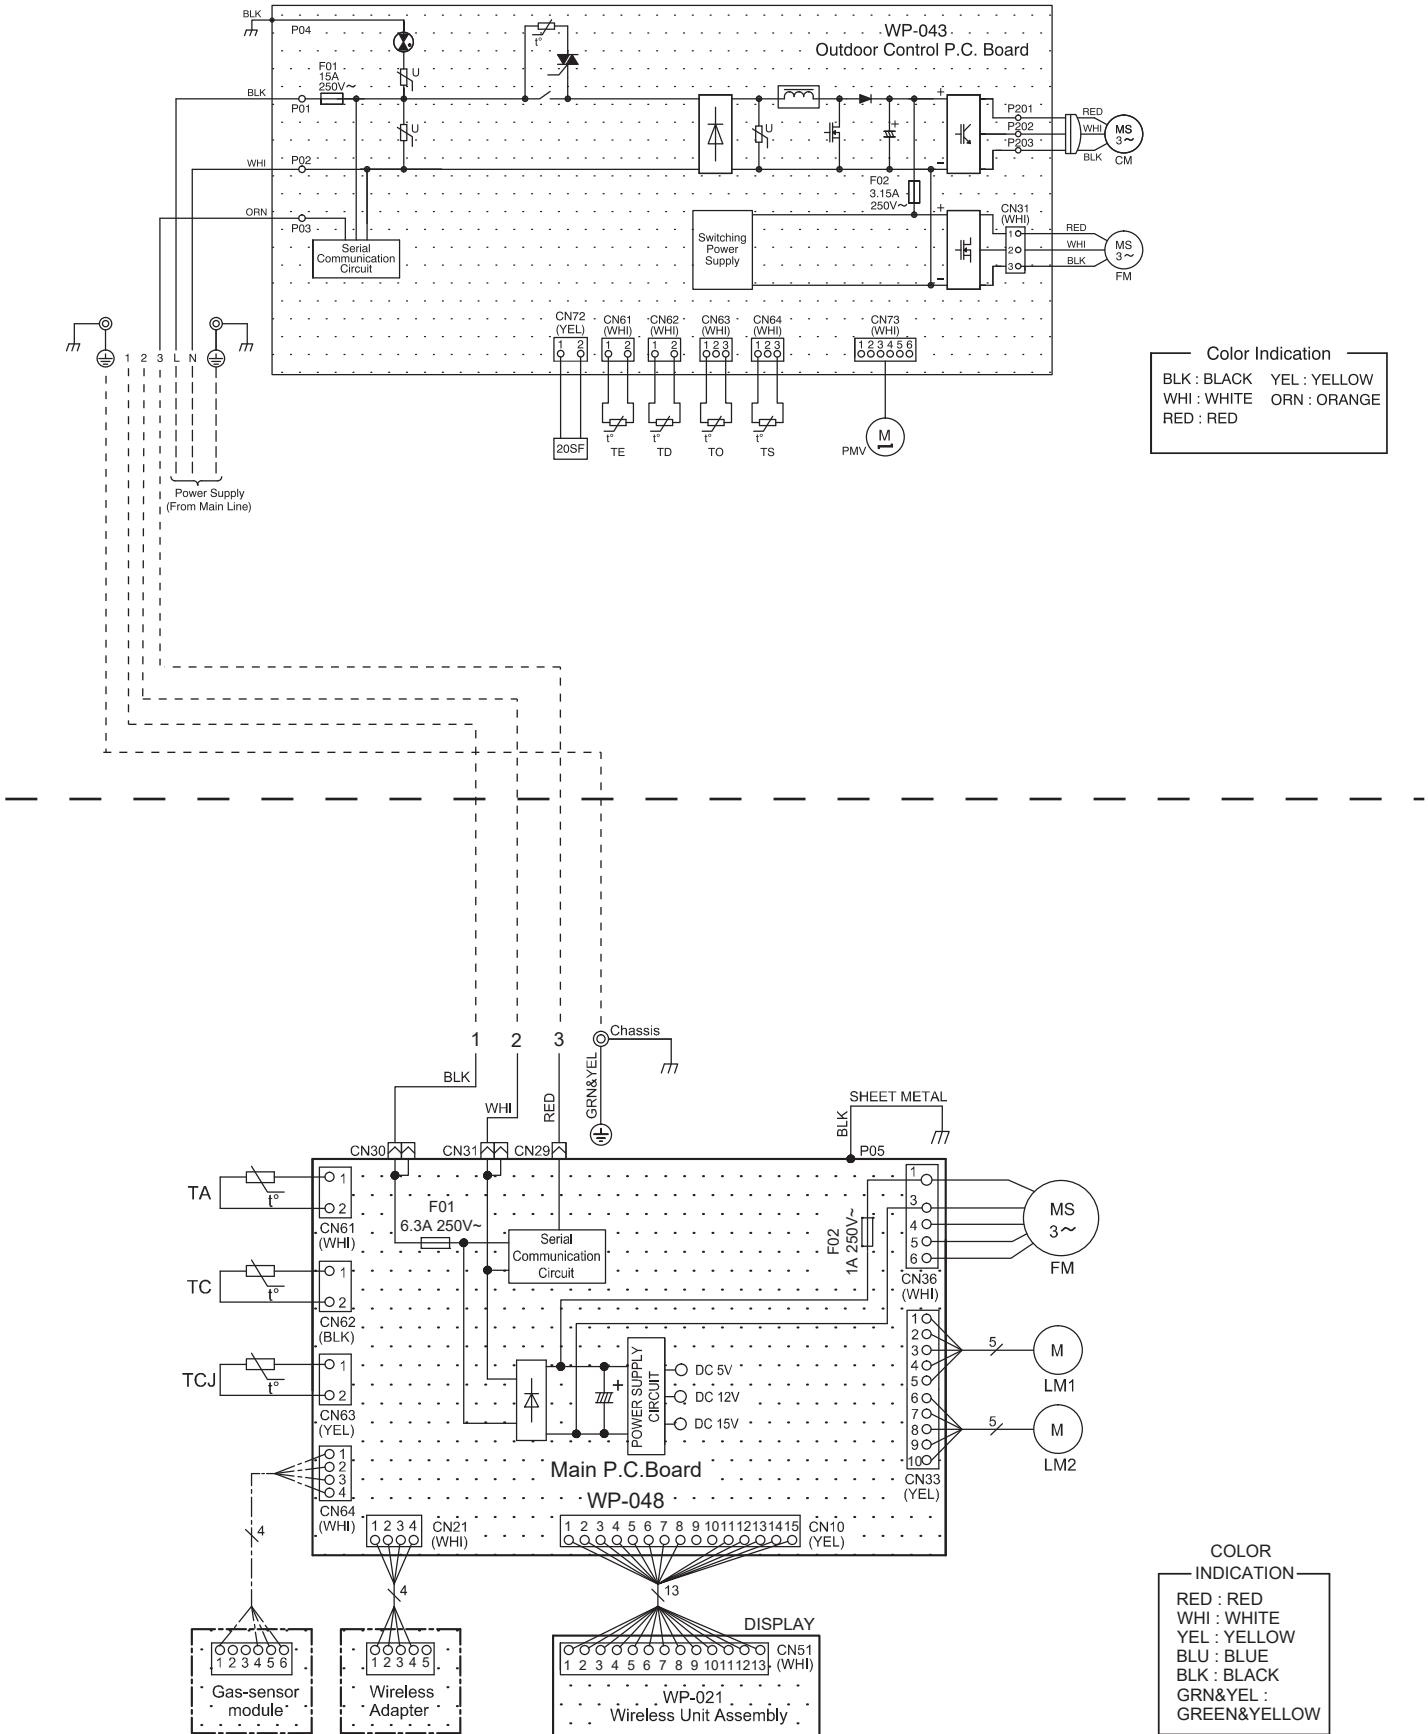 BLK
P04
WP-043
Outdoor Control P.C. Board
t°
U
F01
15A
250V~
BLK
P01
U
U
+
P201
RED
P202
WHI
MS
3~
P203
BLK
CM
WHI
P02
-
F02
3.15A
250V~
ORN
P03
+
CN31
(WHI)
Serial
Communication
Circuit
Switching
Power
Supply
1
RED
2
WHI
MS
3~
3
BLK
FM
-
CN72
(YEL)
CN61
(WHI)
CN62
(WHI)
CN63
(WHI)
CN64
(WHI)
CN73
(WHI)
1 2 3 L N
1 2
1 2
1 2
1 2 3
1 2 3
1 2 3 4 5 6
Color Indication
BLK : BLACK YEL : YELLOW
WHI : WHITE ORN : ORANGE
RED : RED
20SF
t°
TE
t°
TD
t°
TO
t°
TS
PMV
M
Power Supply
(From Main Line)
1 2 3
Chassis
BLK
WHI
RED
GRN&YEL
SHEET METAL
BLK
CN30
CN31
CN29
P05
TA
t°
1
2
CN61
(WHI)
F01
6.3A 250V~
Serial
Communication
Circuit
F02
1A 250V~
1
3
4
5
6
CN36
(WHI)
MS
3~
FM
TC
t°
1
2
CN62
(BLK)
TCJ
t°
1
2
CN63
(YEL)
+
POWER SUPPLY
CIRCUIT
DC 5V
DC 12V
DC 15V
1
2
3
4
5
6
7
8
9
10
CN33
(YEL)
5
M
LM1
5
M
LM2
1
2
3
4
CN64
(WHI)
Main P.C.Board
WP-048
1 2 3 4
CN21
(WHI)
1 2 3 4 5 6 7 8 9 10 11 12 13 14 15
CN10
(YEL)
4
4
13
DISPLAY
1 2 3 4 5 6
Gas-sensor
module
1 2 3 4 5
Wireless
Adapter
CN51
(WHI)
1 2 3 4 5 6 7 8 9 10 11 12 13
WP-021
Wireless Unit Assembly
COLOR
INDICATION
RED : RED
WHI : WHITE
YEL : YELLOW
BLU : BLUE
BLK : BLACK
GRN&YEL :
GREEN&YELLOW